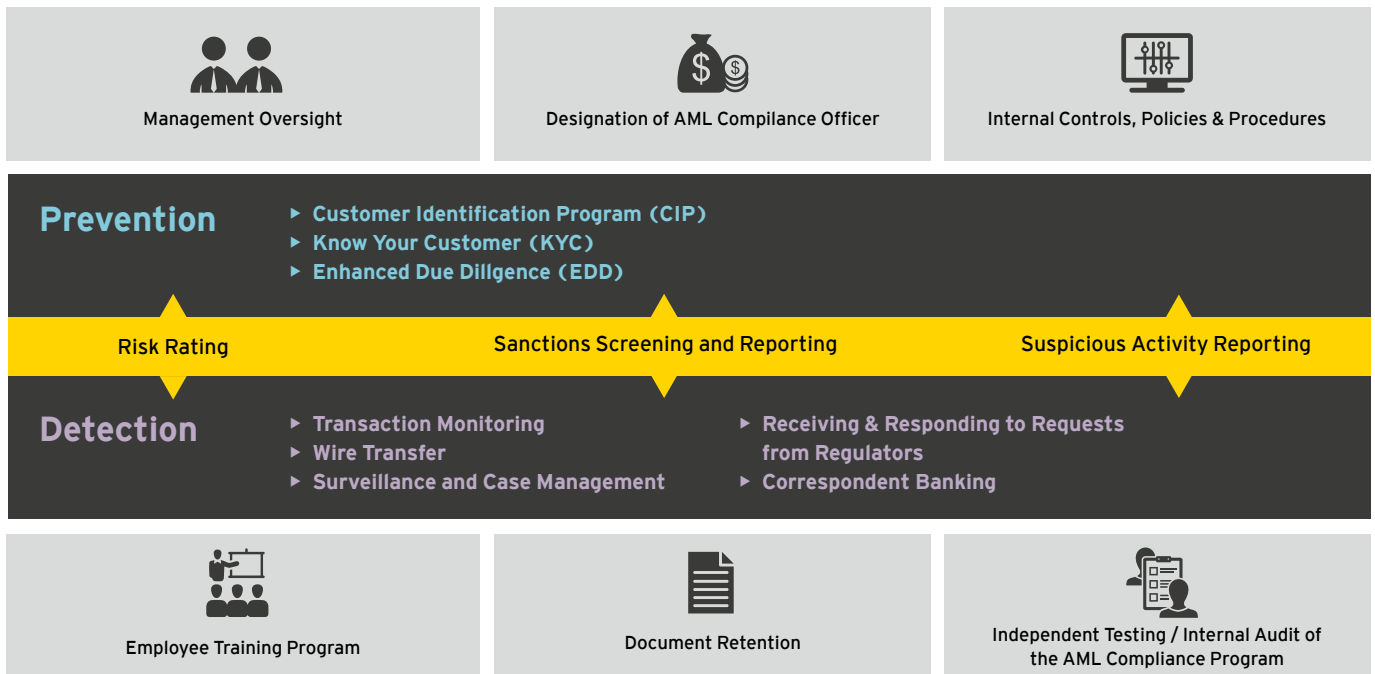 Management Oversight
Designation of AML Compilance Officer
Internal Controls, Policies & Procedures
Prevention
Customer Identification Program (CIP)
Know Your Customer (KYC)
Enhanced Due Dillgence (EDD)
Risk Rating
Sanctions Screening and Reporting
Suspicious Activity Reporting
Detection
Transaction Monitoring
Wire Transfer
Surveillance and Case Management
Receiving & Responding to Requests
from Regulators
Correspondent Banking
Employee Training Program
Document Retention
Independent Testing / Internal Audit of
the AML Compliance Program